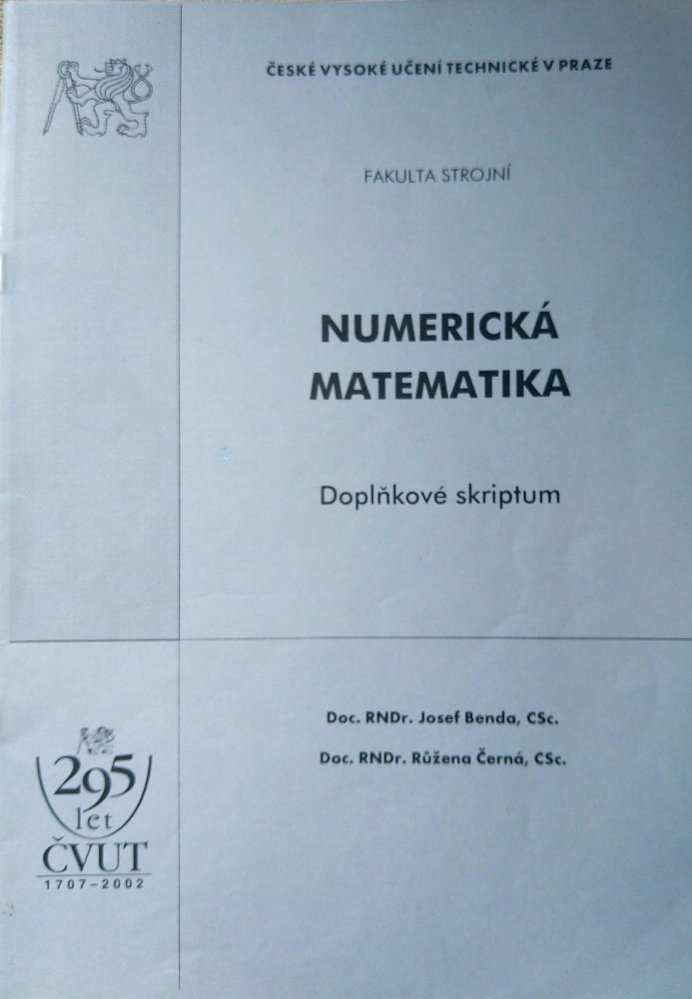 ČESKÉ VYSOKÉ UČENÍ TECHNICKÉ V PRAZE
FAKULTA STROJNÍ
NUMERICKÁ
MATEMATIKA
Doplňkové skriptum
Doc. RNDr. Josef Benda, CSc.
Doc. RNDr. Růžena Černá, CSc.
295
let
ČVUT
1707–2002